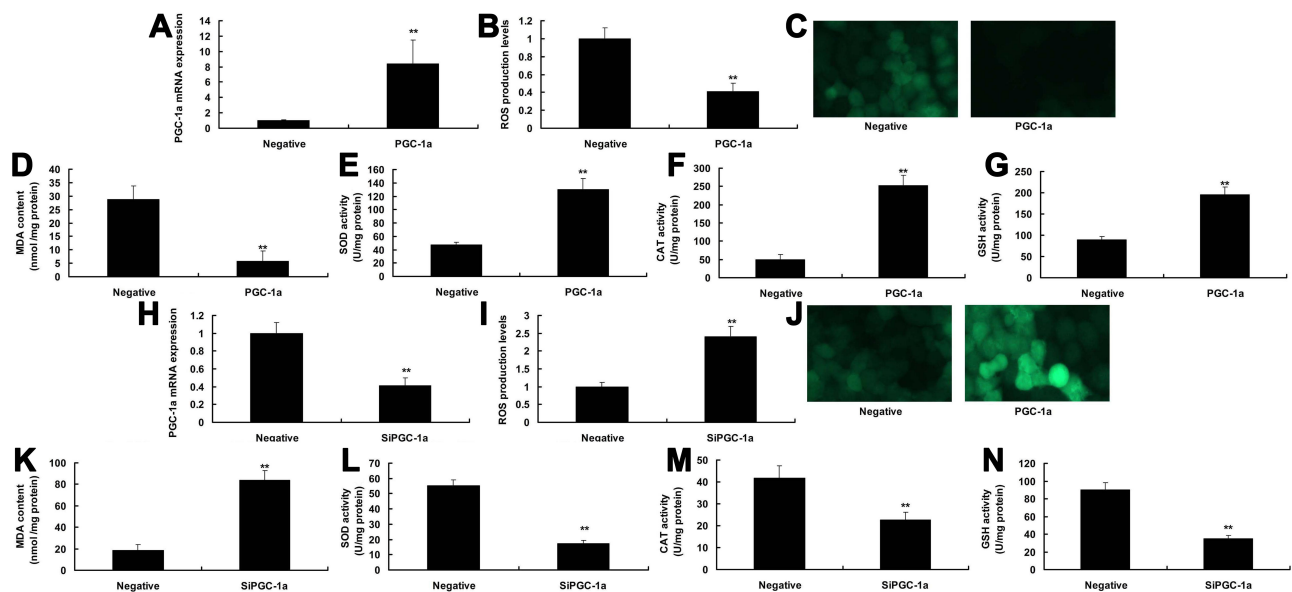 A
PGC-1a mRNA expression
14
12
10
8
6
4
2
0
**
Negative
PGC-1a
B
ROS production levels
1.2
1
0.8
0.6
0.4
0.2
0
**
Negative
PGC-1a
C
Negative
PGC-1a
D
MDA content
(nmol /mg protein)
40
35
30
25
20
15
10
5
0
**
Negative
PGC-1a
E
SOD activity
(U/mg protein)
160
140
120
100
80
60
40
20
0
**
Negative
PGC-1a
F
CAT activity
(U/mg protein)
300
250
200
150
100
50
0
**
Negative
PGC-1a
G
GSH activity
(U/mg protein)
250
200
150
100
50
0
**
Negative
PGC-1a
H
PGC-1a mRNA expression
1.2
1
0.8
0.6
0.4
0.2
0
**
Negative
SiPGC-1a
I
ROS production levels
3
2.5
2
1.5
1
0.5
0
**
Negative
SiPGC-1a
J
Negative
PGC-1a
K
MDA content
(nmol /mg protein)
100
80
60
40
20
0
**
Negative
SiPGC-1a
L
SOD activity
(U/mg protein)
70
60
50
40
30
20
10
0
**
Negative
SiPGC-1a
M
CAT activity
(U/mg protein)
50
40
30
20
10
0
**
Negative
SiPGC-1a
N
GSH activity
(U/mg protein)
120
100
80
60
40
20
0
**
Negative
SiPGC-1a